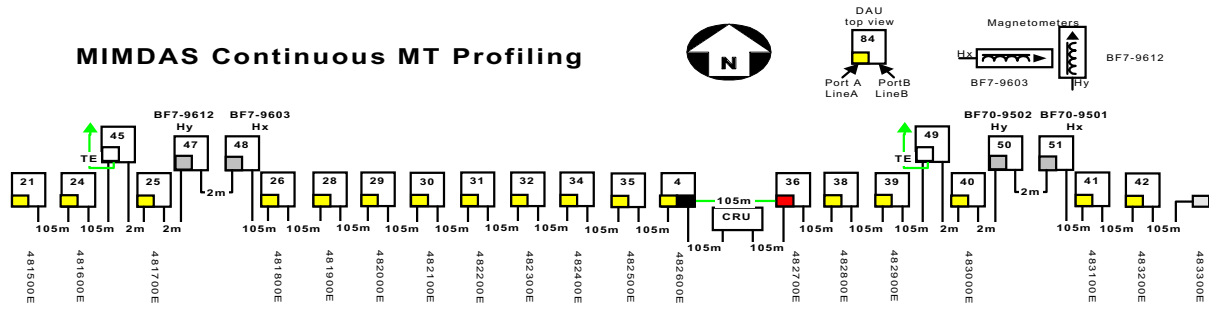 DAU
top view
Magnetometers
84
MIMDAS Continuous MT Profiling
N
Hx
BF7-9612
Port A PortB
LineA LineB
BF7-9603
Hy
BF7-9612 BF7-9603
Hy Hx
BF70-9502 BF70-9501
Hy Hx
45 47 48 49 50 51
TE TE
21 24 25 26 28 29 30 31 32 34 35 4 36 38 39 40 41 42
2m 2m
105m
CRU
105m 105m 2m 2m 105m 105m 105m 105m 105m 105m 105m 105m 105m 105m 105m 105m 105m 2m 2m 105m 105m
105m 105m
481500E
481600E
481700E
481800E
481900E
482000E
482100E
482200E
482300E
482400E
482500E
482600E
482700E
482800E
482900E
483000E
483100E
483200E
483300E